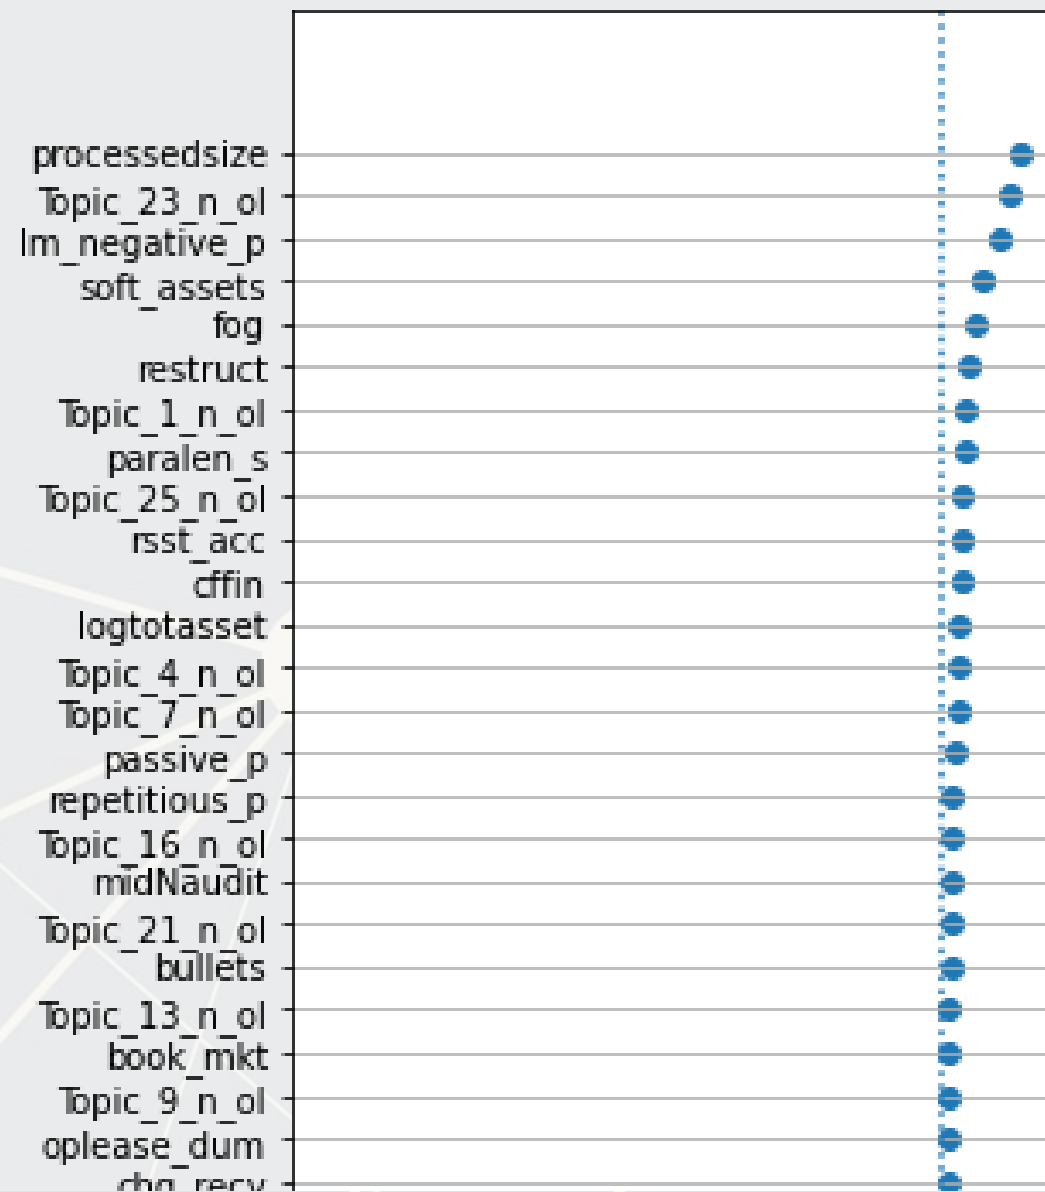 processedsize
Topic_23_n_ol
lm_negative_p
soft_assets
fog
restruct
Topic_1_n_ol
paralen_s
Topic_25_n_ol
rsst_acc
cffin
logtotasset
Topic_4_n_ol
Topic_7_n_ol
passive_p
repetitious_p
Topic_16_n_ol
midNaudit
Topic_21_n_ol
bullets
Topic_13_n_ol
book_mkt
Topic_9_n_ol
oplease_dum
chg_recv